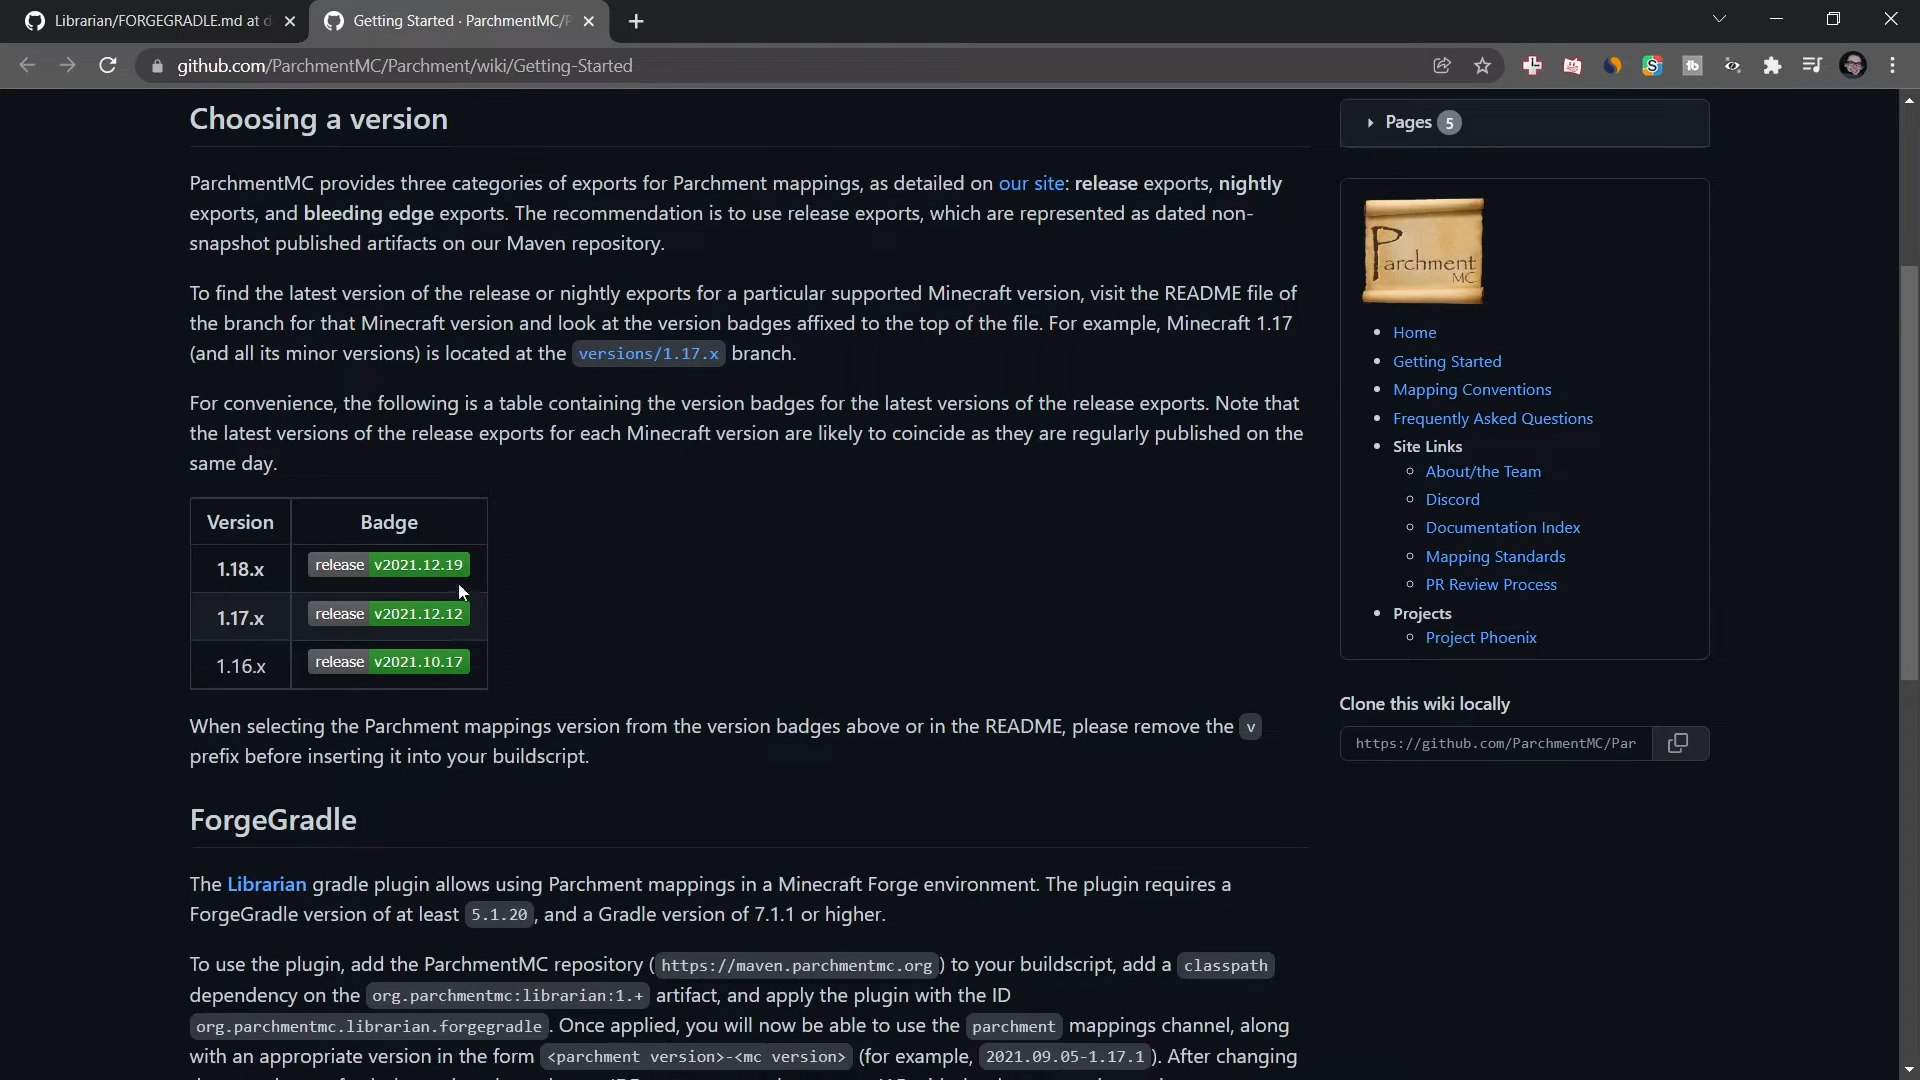 Librarian/FORGEGRADLE.md at d
Getting Started · ParchmentMC/P
github.com/ParchmentMC/Parchment/wiki/Getting-Started
Choosing a version
ParchmentMC provides three categories of exports for Parchment mappings, as detailed on our site: release exports, nightly
exports, and bleeding edge exports. The recommendation is to use release exports, which are represented as dated non-
snapshot published artifacts on our Maven repository.
To find the latest version of the release or nightly exports for a particular supported Minecraft version, visit the README file of
the branch for that Minecraft version and look at the version badges affixed to the top of the file. For example, Minecraft 1.17
(and all its minor versions) is located at the versions/1.17.x branch.
For convenience, the following is a table containing the version badges for the latest versions of the release exports. Note that
the latest versions of the release exports for each Minecraft version are likely to coincide as they are regularly published on the
same day.
Version Badge
1.18.x release v2021.12.19
1.17.x release v2021.12.12
1.16.x release v2021.10.17
When selecting the Parchment mappings version from the version badges above or in the README, please remove the v
prefix before inserting it into your buildscript.
ForgeGradle
The Librarian gradle plugin allows using Parchment mappings in a Minecraft Forge environment. The plugin requires a
ForgeGradle version of at least 5.1.20, and a Gradle version of 7.1.1 or higher.
To use the plugin, add the ParchmentMC repository (https://maven.parchmentmc.org) to your buildscript, add a classpath
dependency on the org.parchmentmc:librarian:1.+ artifact, and apply the plugin with the ID
org.parchmentmc.librarian.forgegradle. Once applied, you will now be able to use the parchment mappings channel, along
with an appropriate version in the form <parchment version>-<mc version> (for example, 2021.09.05-1.17.1). After changing
Pages 5
Parchment
MC
Home
Getting Started
Mapping Conventions
Frequently Asked Questions
Site Links
About/the Team
Discord
Documentation Index
Mapping Standards
PR Review Process
Projects
Project Phoenix
Clone this wiki locally
https://github.com/ParchmentMC/Par